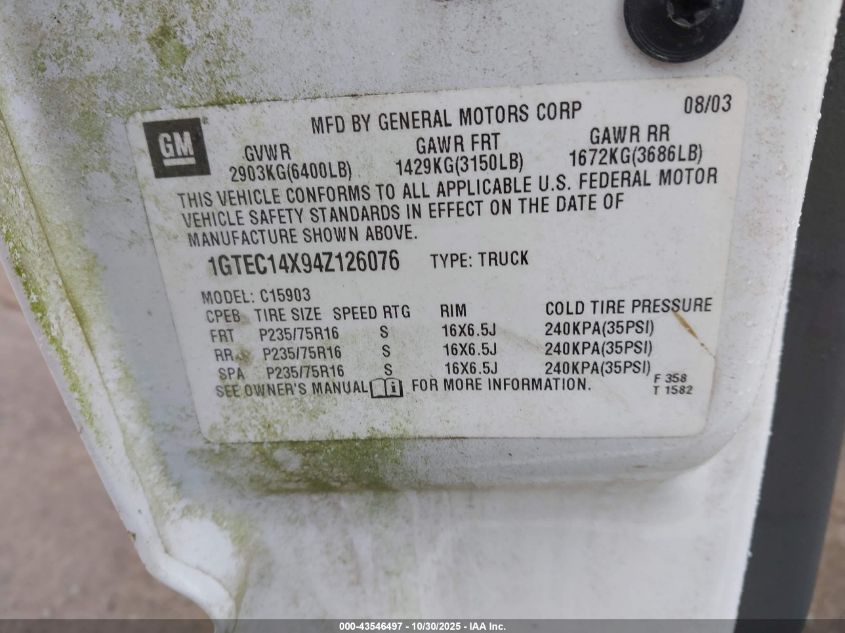 GM
MFD BY GENERAL MOTORS CORP 08/03
GVWR GAWR FRT GAWR RR
2903KG(6400LB) 1429KG(3150LB) 1672KG(3686LB)
THIS VEHICLE CONFORMS TO ALL APPLICABLE U.S. FEDERAL MOTOR
VEHICLE SAFETY STANDARDS IN EFFECT ON THE DATE OF
MANUFACTURE SHOWN ABOVE.
1GTEC14X94Z126076 TYPE: TRUCK
MODEL: C15903
CPEB TIRE SIZE SPEED RTG RIM COLD TIRE PRESSURE
FRT P235/75R16 S 16X6.5J 240KPA(35PSI)
RR P235/75R16 S 16X6.5J 240KPA(35PSI)
SPA P235/75R16 S 16X6.5J 240KPA(35PSI)
SEE OWNER'S MANUAL FOR MORE INFORMATION.
F 358
T 1582
000-43546497 | 10/30/2025 - IAA Inc.